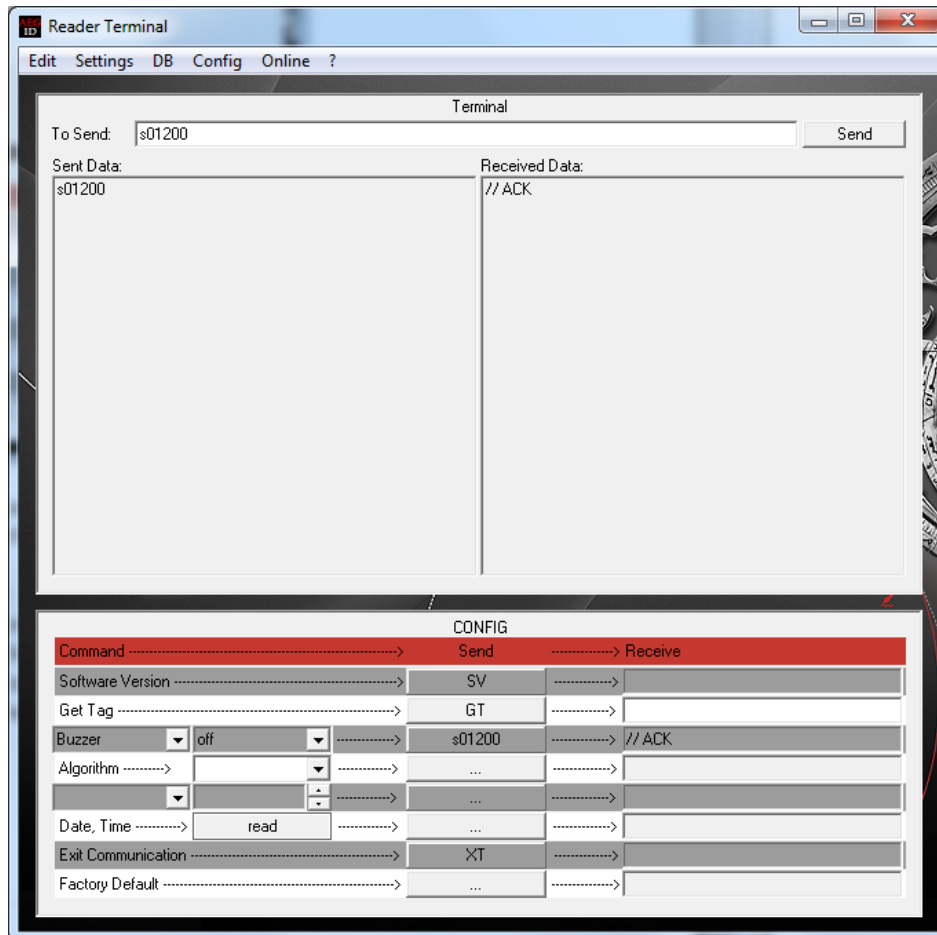 AEG
ID
Reader Terminal
Edit Settings DB Config Online ?
Terminal
To Send: s01200 Send
Sent Data: Received Data:
s01200 // ACK
CONFIG
Command ------------------------------------------------------> Send -------------> Receive
Software Version ----------------------------------------------> SV ------------->
Get Tag --------------------------------------------------------> GT ------------->
Buzzer off -------------> s01200 -------------> // ACK
Algorithm ---------> -------------> ... ------------->
-------------> ... ------------->
Date, Time ----------> read -------------> ... ------------->
Exit Communication ------------------------------------------> XT ------------->
Factory Default -----------------------------------------------> ... ------------->